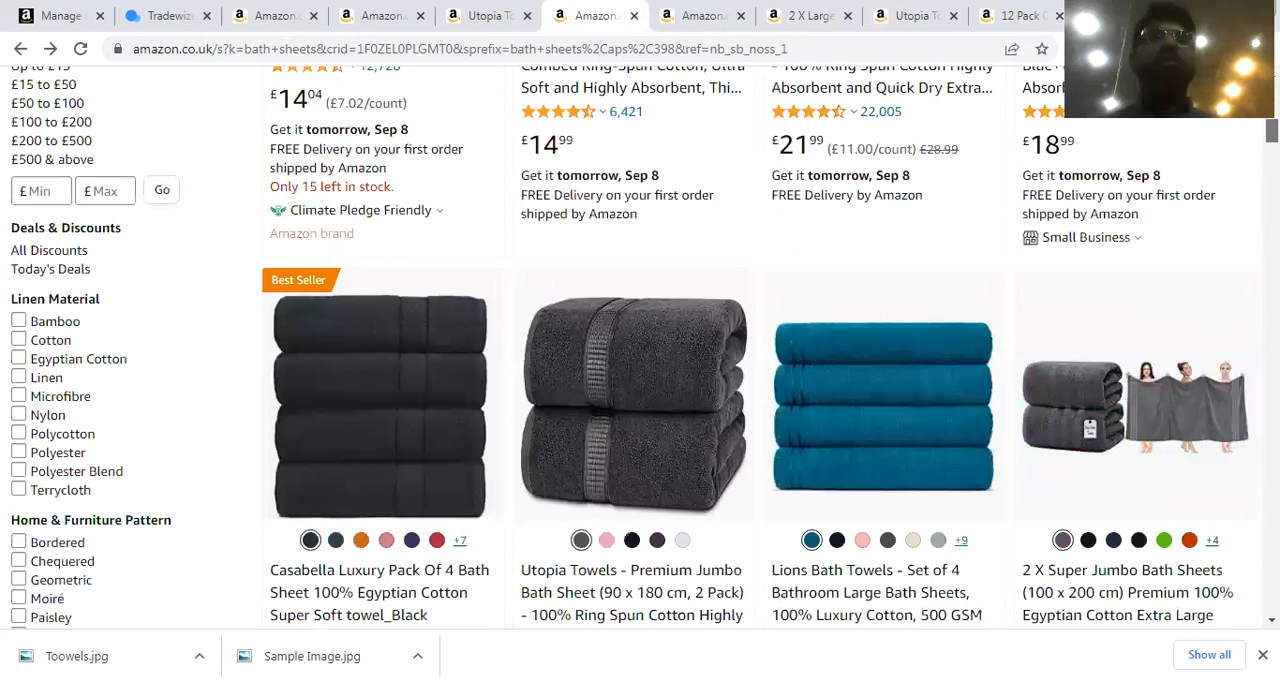 Manage
Tradewiz
Amazon.
Amazon.c
Utopia To
Amazon.
Amazon.c
2 X Large
Utopia To
12 Pack C
amazon.co.uk/s?k=bath+sheets&crid=1F0ZEL0PLGMT0&sprefix=bath+sheets%2Caps%2C398&ref=nb_sb_noss_1
Up to £15
£15 to £50
£50 to £100
£100 to £200
£200 to £500
£500 & above
£ Min
£ Max
Go
Deals & Discounts
All Discounts
Today's Deals
Linen Material
Bamboo
Cotton
Egyptian Cotton
Linen
Microfibre
Nylon
Polycotton
Polyester
Polyester Blend
Terrycloth
Home & Furniture Pattern
Bordered
Chequered
Geometric
Moiré
Paisley
£14.04 (£7.02/count)
Get it tomorrow, Sep 8
FREE Delivery on your first order
shipped by Amazon
Only 15 left in stock.
Climate Pledge Friendly
Amazon brand
Combed Ring-Spun Cotton, Ultra
Soft and Highly Absorbent, Thi...
6,421
£14.99
Get it tomorrow, Sep 8
FREE Delivery on your first order
shipped by Amazon
- 100% Ring Spun Cotton Highly
Absorbent and Quick Dry Extra...
22,005
£21.99 (£11.00/count) £28.99
Get it tomorrow, Sep 8
FREE Delivery by Amazon
£18.99
Get it tomorrow, Sep 8
FREE Delivery on your first order
shipped by Amazon
Small Business
Best Seller
+7
Casabella Luxury Pack Of 4 Bath
Sheet 100% Egyptian Cotton
Super Soft towel_Black
Utopia Towels - Premium Jumbo
Bath Sheet (90 x 180 cm, 2 Pack)
- 100% Ring Spun Cotton Highly
+9
Lions Bath Towels - Set of 4
Bathroom Large Bath Sheets,
100% Luxury Cotton, 500 GSM
+4
2 X Super Jumbo Bath Sheets
(100 x 200 cm) Premium 100%
Egyptian Cotton Extra Large
Toowels.jpg
Sample Image.jpg
Show all